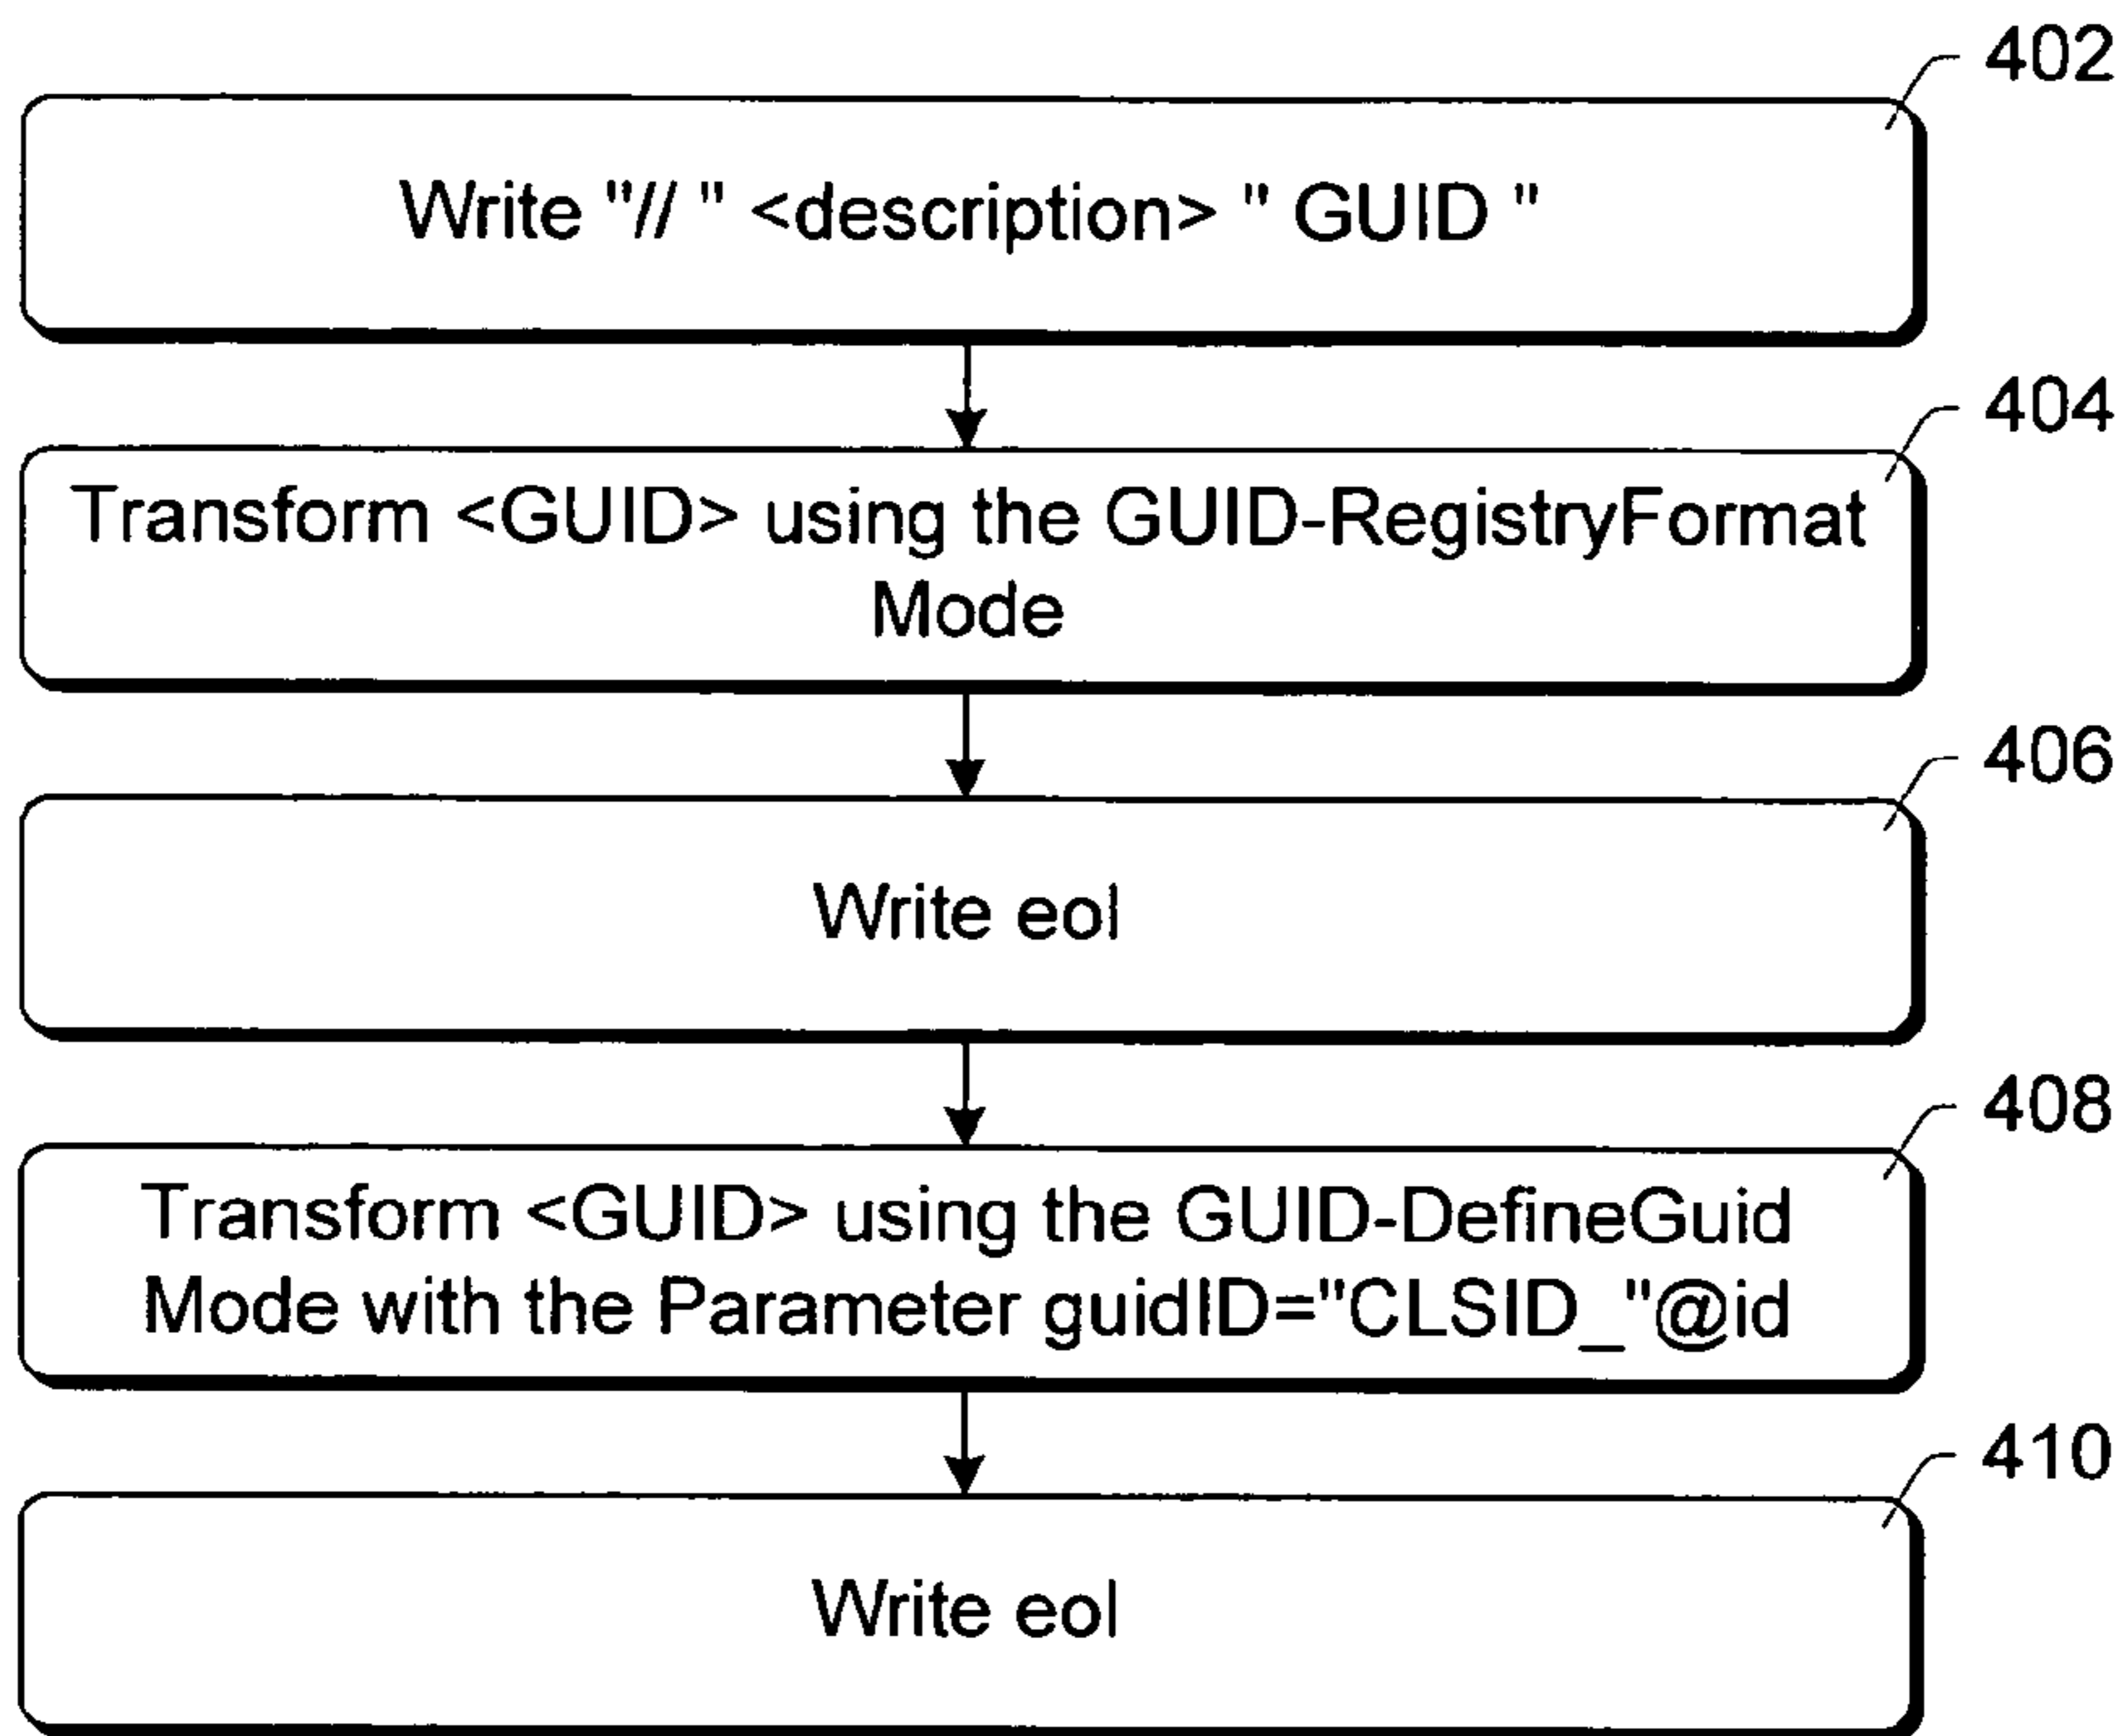 402
Write "// " <description> " GUID "
404
Transform <GUID> using the GUID-RegistryFormat
Mode
406
Write eol
408
Transform <GUID> using the GUID-DefineGuid
Mode with the Parameter guidID="CLSID_"@id
410
Write eol